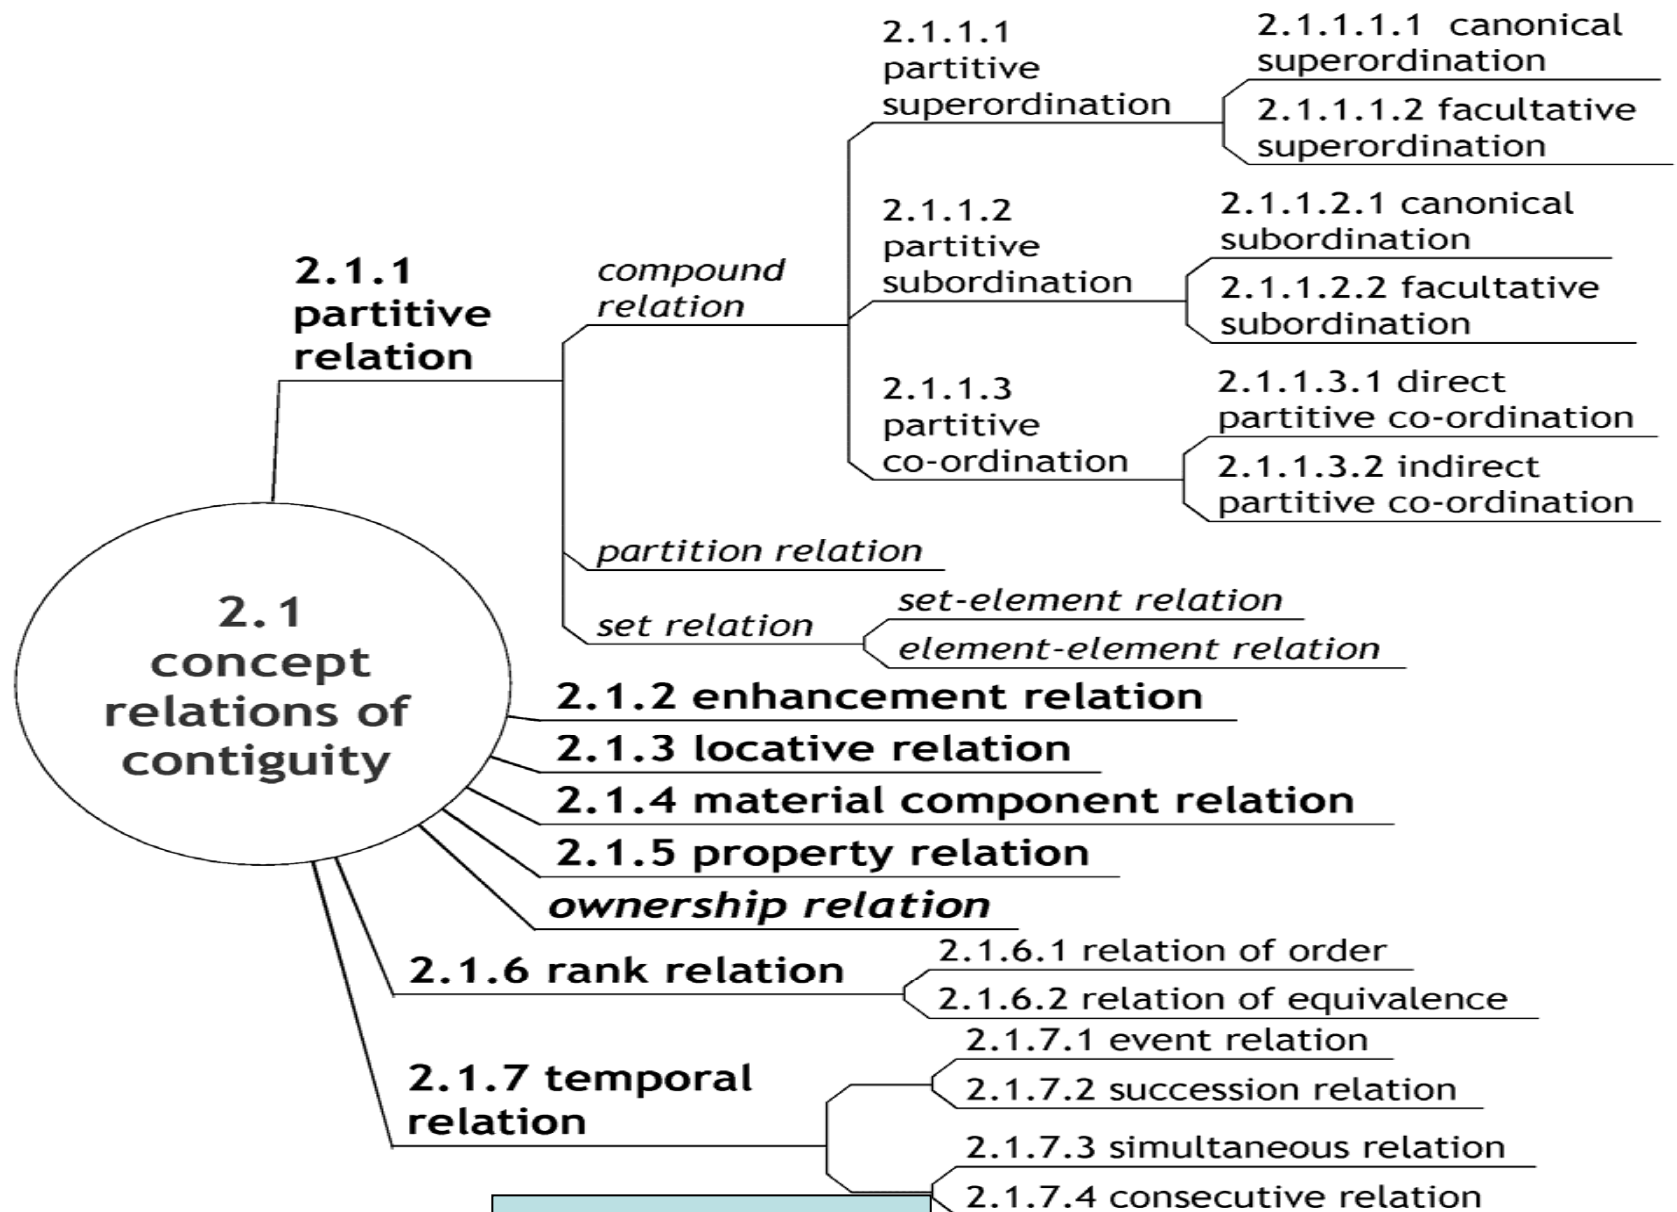 2.1.1.1
partitive
superordination
2.1.1.1.1 canonical
superordination
2.1.1.1.2 facultative
superordination
2.1.1.2
partitive
subordination
2.1.1.2.1 canonical
subordination
2.1.1.2.2 facultative
subordination
2.1.1
partitive
relation
compound
relation
2.1.1.3
partitive
co-ordination
2.1.1.3.1 direct
partitive co-ordination
2.1.1.3.2 indirect
partitive co-ordination
partition relation
set relation
set-element relation
element-element relation
2.1
concept
relations of
contiguity
2.1.2 enhancement relation
2.1.3 locative relation
2.1.4 material component relation
2.1.5 property relation
ownership relation
2.1.6 rank relation
2.1.6.1 relation of order
2.1.6.2 relation of equivalence
2.1.7 temporal
relation
2.1.7.1 event relation
2.1.7.2 succession relation
2.1.7.3 simultaneous relation
2.1.7.4 consecutive relation